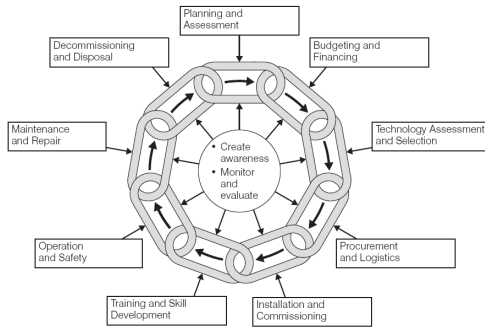 Planning and
Assessment
Budgeting and
Financing
Technology Assessment
and Selection
Procurement
and Logistics
Installation and
Commissioning
Training and Skill
Development
Operation
and Safety
Maintenance
and Repair
Decommissioning
and Disposal
• Create
awareness
• Monitor
and
evaluate